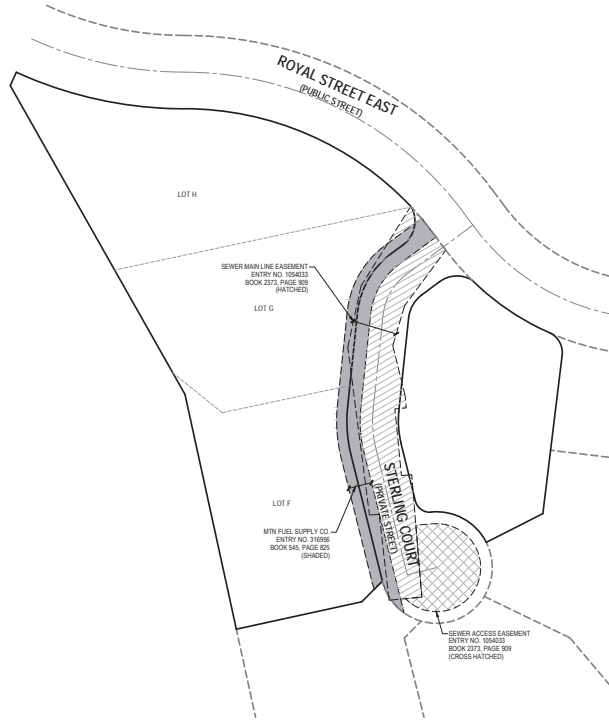 ROYAL STREET EAST
(PUBLIC STREET)
LOT H
SEWER MAIN LINE EASEMENT
ENTRY NO. 1054033
BOOK 2373, PAGE 909
(HATCHED)
LOT G
LOT F
STERLING COURT
(PRIVATE STREET)
MTN FUEL SUPPLY CO.
ENTRY NO. 316956
BOOK 545, PAGE 825
(SHADED)
SEWER ACCESS EASEMENT
ENTRY NO. 1054033
BOOK 2373, PAGE 909
(CROSS HATCHED)